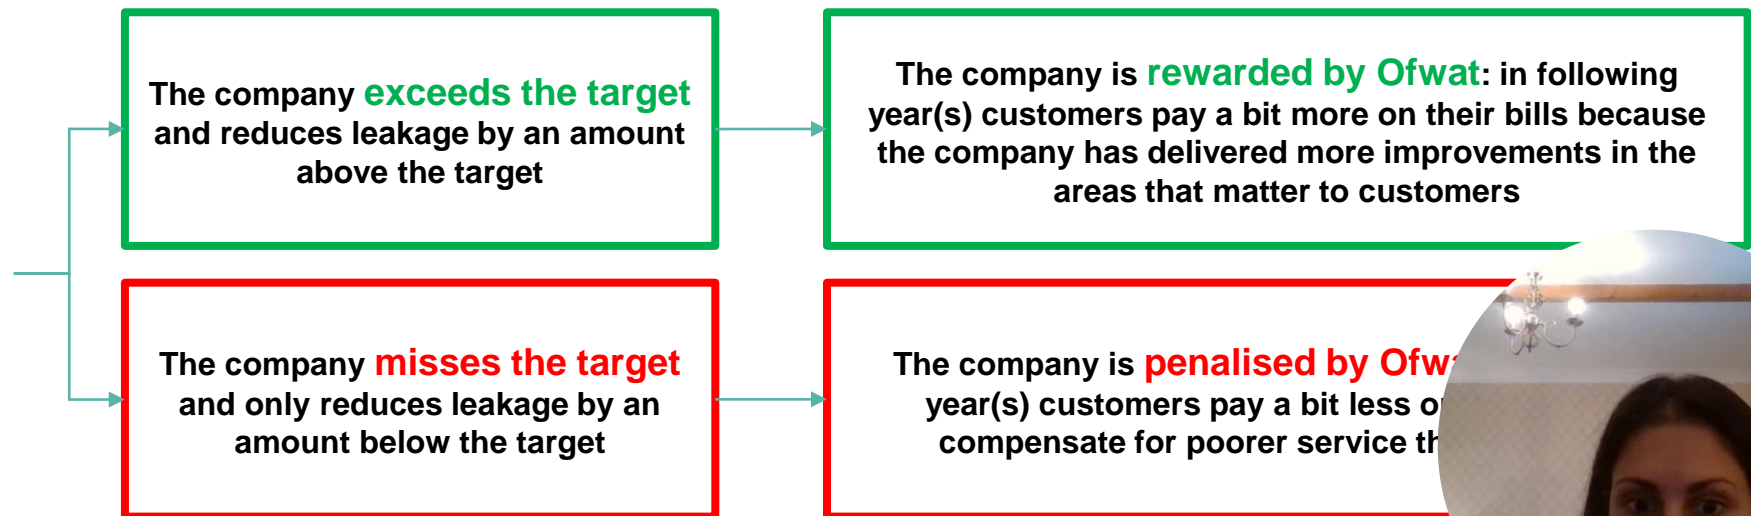 The company exceeds the target
and reduces leakage by an amount
above the target
The company is rewarded by Ofwat: in following
year(s) customers pay a bit more on their bills because
the company has delivered more improvements in the
areas that matter to customers
The company misses the target
and only reduces leakage by an
amount below the target
The company is penalised by
year(s) customers pay a bit less
compensate for poorer service